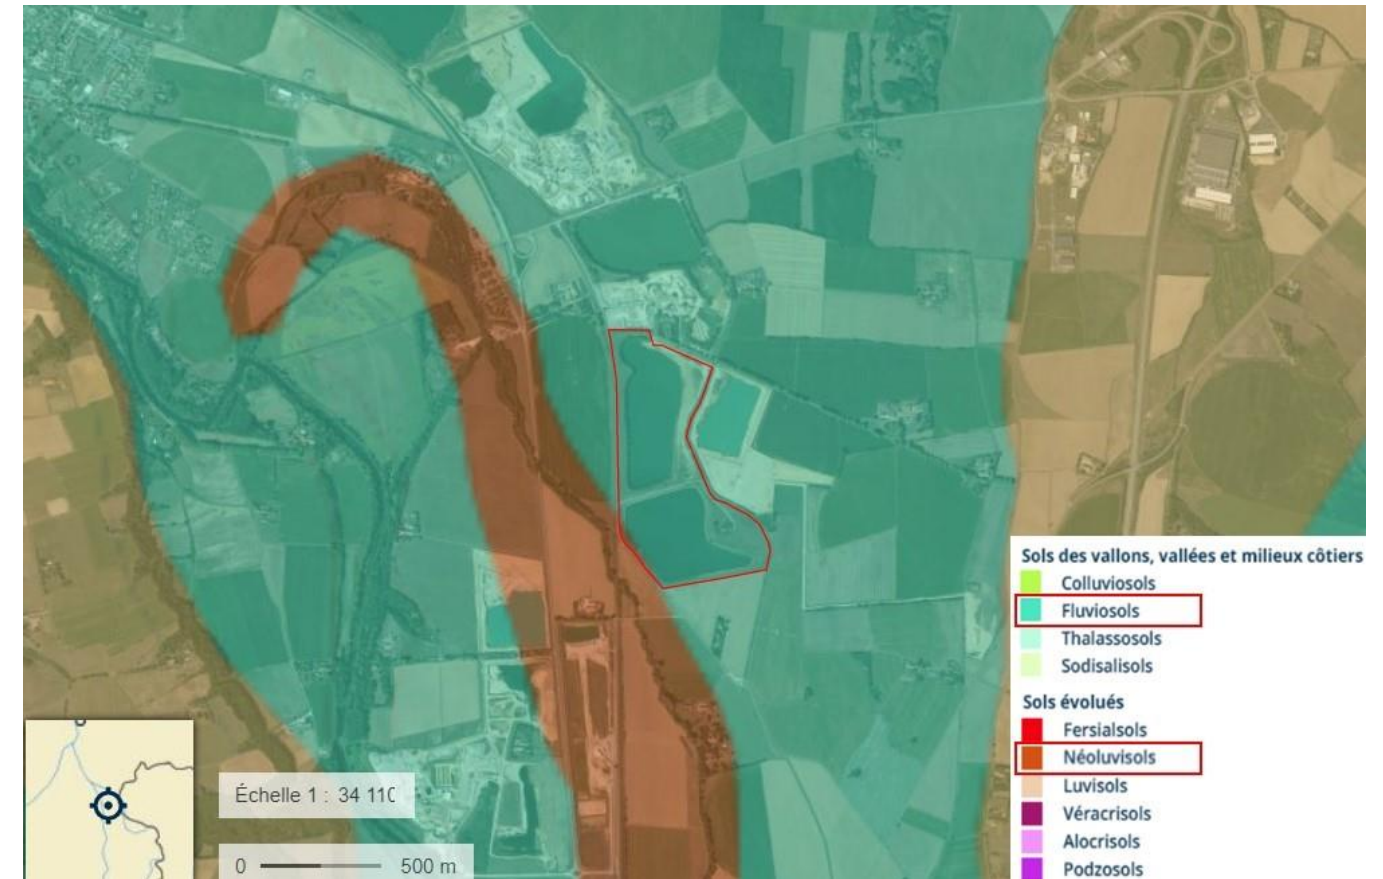 Sols des vallons, vallées et milieux côtiers
Colluviosols
Fluviosols
Thalassosols
Sodisalisols
Sols évolués
Fersialsols
Néoluvisols
Luvisols
Véracrisols
Alocrisols
Podzosols
Échelle 1 : 34 110
0 500 m